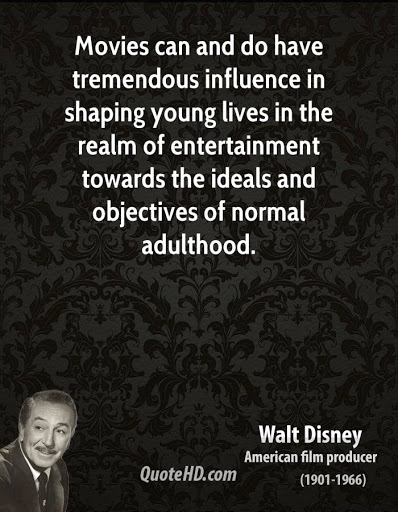 Movies can and do have
tremendous influence in
shaping young lives in the
realm of entertainment
towards the ideals and
objectives of normal
adulthood.
Walt Disney
American film producer
(1901-1966)
QuoteHD.com